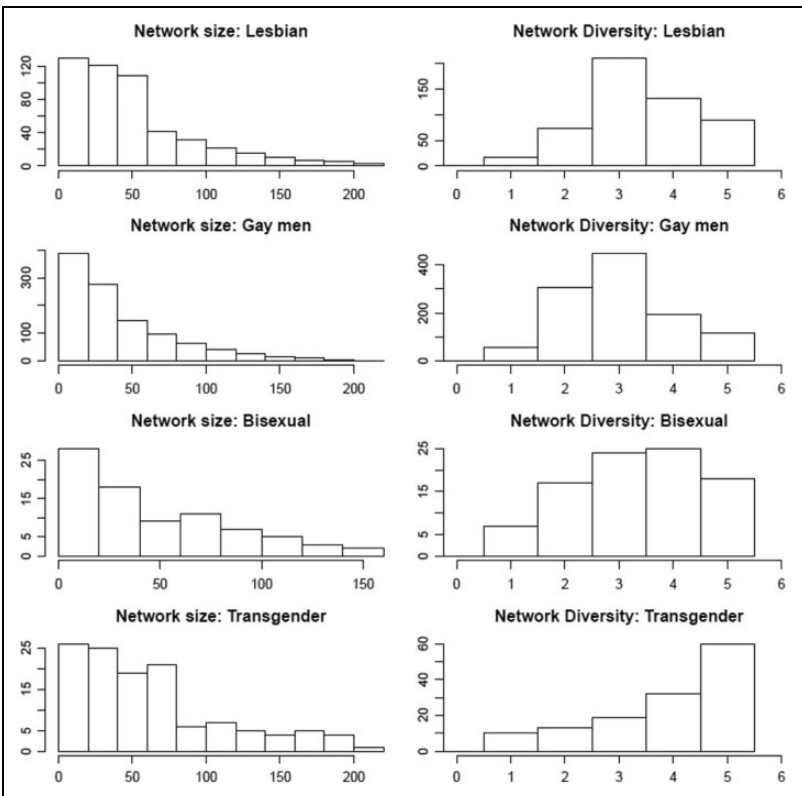 Network size: Lesbian
0 40 80 120
0 50 100 150 200
Network Diversity: Lesbian
0 50 150
0 1 2 3 4 5 6
Network size: Gay men
0 100 300
0 50 100 150 200
Network Diversity: Gay men
0 200 400
0 1 2 3 4 5 6
Network size: Bisexual
0 5 15 25
0 50 100 150
Network Diversity: Bisexual
0 5 15 25
0 1 2 3 4 5 6
Network size: Transgender
0 5 15 25
0 50 100 150 200
Network Diversity: Transgender
0 20 40 60
0 1 2 3 4 5 6